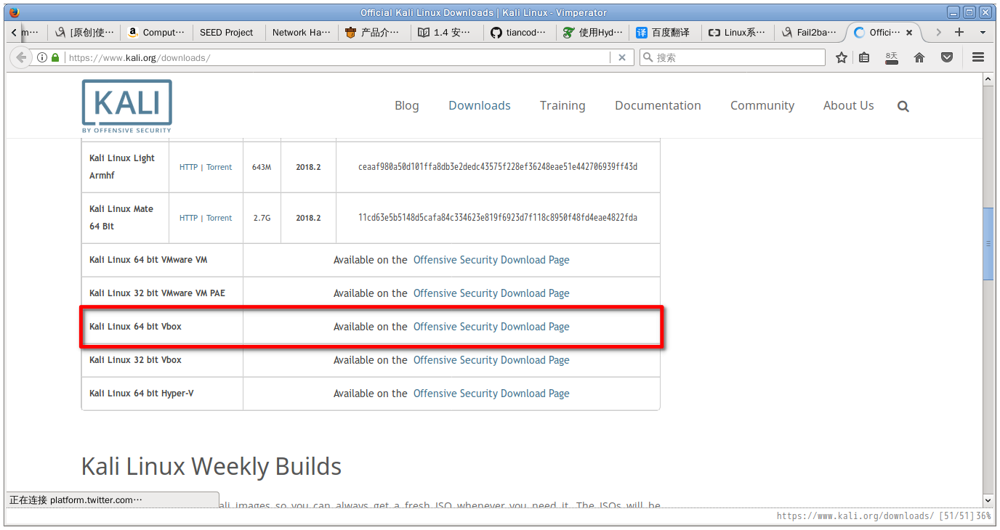 Official Kali Linux Downloads | Kali Linux - Vimperator
m··· [原创]使··· Comput··· SEED Project Network Ha··· 产品介··· 1.4 安··· tiancod··· 使用Hyd··· 译 百度翻译 Linux系··· Fail2ba··· Offici···
https://www.kali.org/downloads/ 搜索 8天
KALI
BY OFFENSIVE SECURITY
Blog Downloads Training Documentation Community About Us
Kali Linux Light Armhf HTTP | Torrent 643M 2018.2 ceaaf980a50d101ffa8db3e2dedc43575f228ef36248eae51e442706939ff43d
Kali Linux Mate 64 Bit HTTP | Torrent 2.7G 2018.2 11cd63e5b5148d5cafa84c334623e819f6923d7f118c8950f48fd4eae4822fda
Kali Linux 64 bit VMware VM Available on the Offensive Security Download Page
Kali Linux 32 bit VMware VM PAE Available on the Offensive Security Download Page
Kali Linux 64 bit Vbox Available on the Offensive Security Download Page
Kali Linux 32 bit Vbox Available on the Offensive Security Download Page
Kali Linux 64 bit Hyper-V Available on the Offensive Security Download Page
Kali Linux Weekly Builds
ali images so you can always get a fresh ISO whenever you need it. The ISOs will be
正在连接 platform.twitter.com···
https://www.kali.org/downloads/ [51/51] 36%